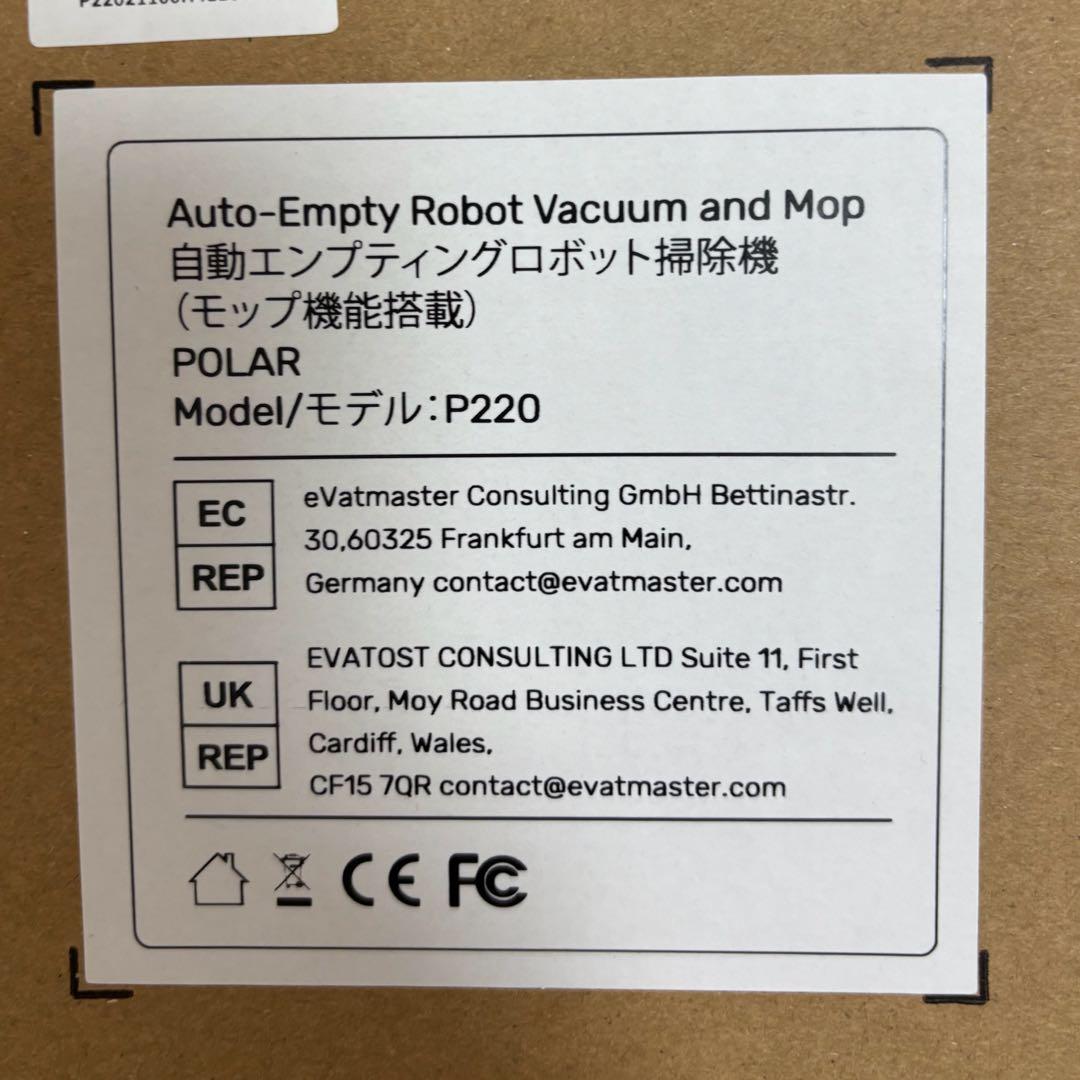 Auto-Empty Robot Vacuum and Mop
自動エンプティングロボット掃除機
（モップ機能搭載）
POLAR
Model/モデル：P220
EC
REP
eVatmaster Consulting GmbH Bettinastr.
30,60325 Frankfurt am Main,
Germany contact@evatmaster.com
UK
REP
EVATOST CONSULTING LTD Suite 11, First
Floor, Moy Road Business Centre, Taffs Well,
Cardiff, Wales,
CF15 7QR contact@evatmaster.com
CE FC